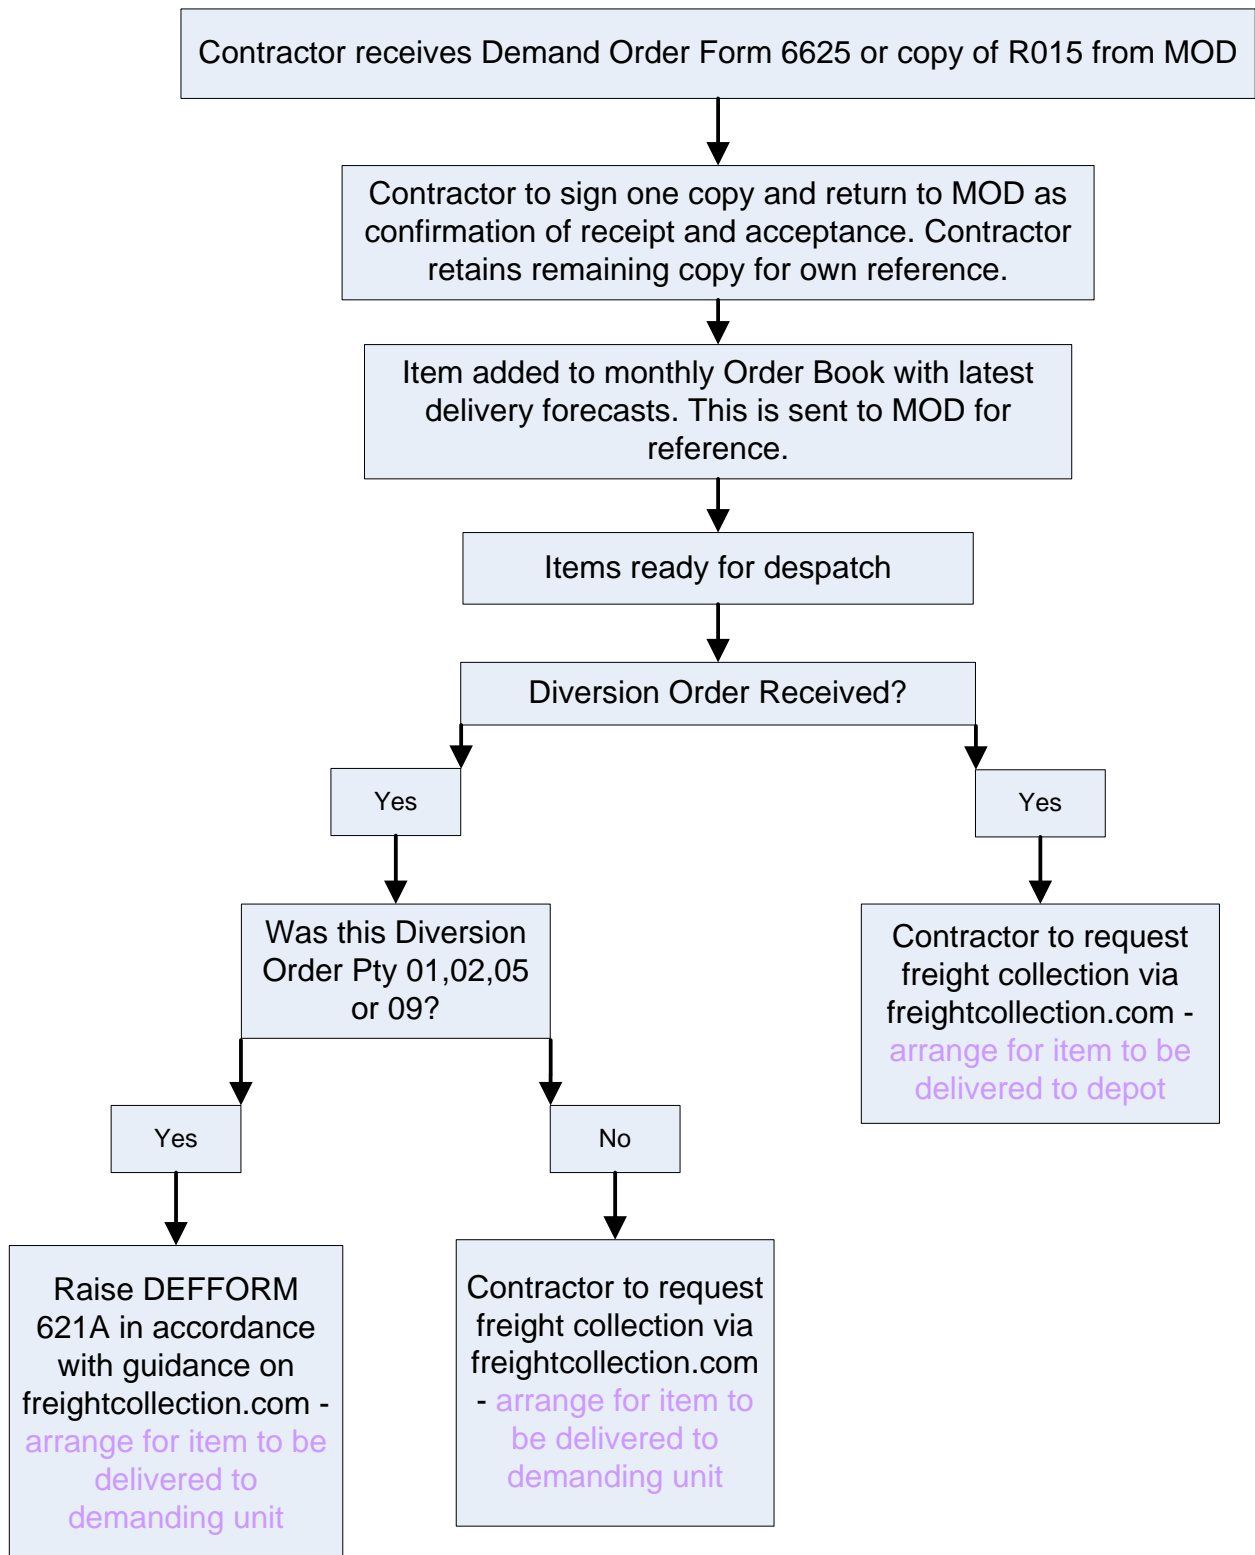 Contractor receives Demand Order Form 6625 or copy of R015 from MOD
Contractor to sign one copy and return to MOD as
confirmation of receipt and acceptance. Contractor
retains remaining copy for own reference.
Item added to monthly Order Book with latest
delivery forecasts. This is sent to MOD for
reference.
Items ready for despatch
Diversion Order Received?
Yes
Yes
Was this Diversion
Order Pty 01,02,05
or 09?
Contractor to request
freight collection via
freightcollection.com -
arrange for item to be
delivered to depot
Yes
No
Raise DEFFORM
621A in accordance
with guidance on
freightcollection.com -
arrange for item to be
delivered to
demanding unit
Contractor to request
freight collection via
freightcollection.com
- arrange for item to
be delivered to
demanding unit